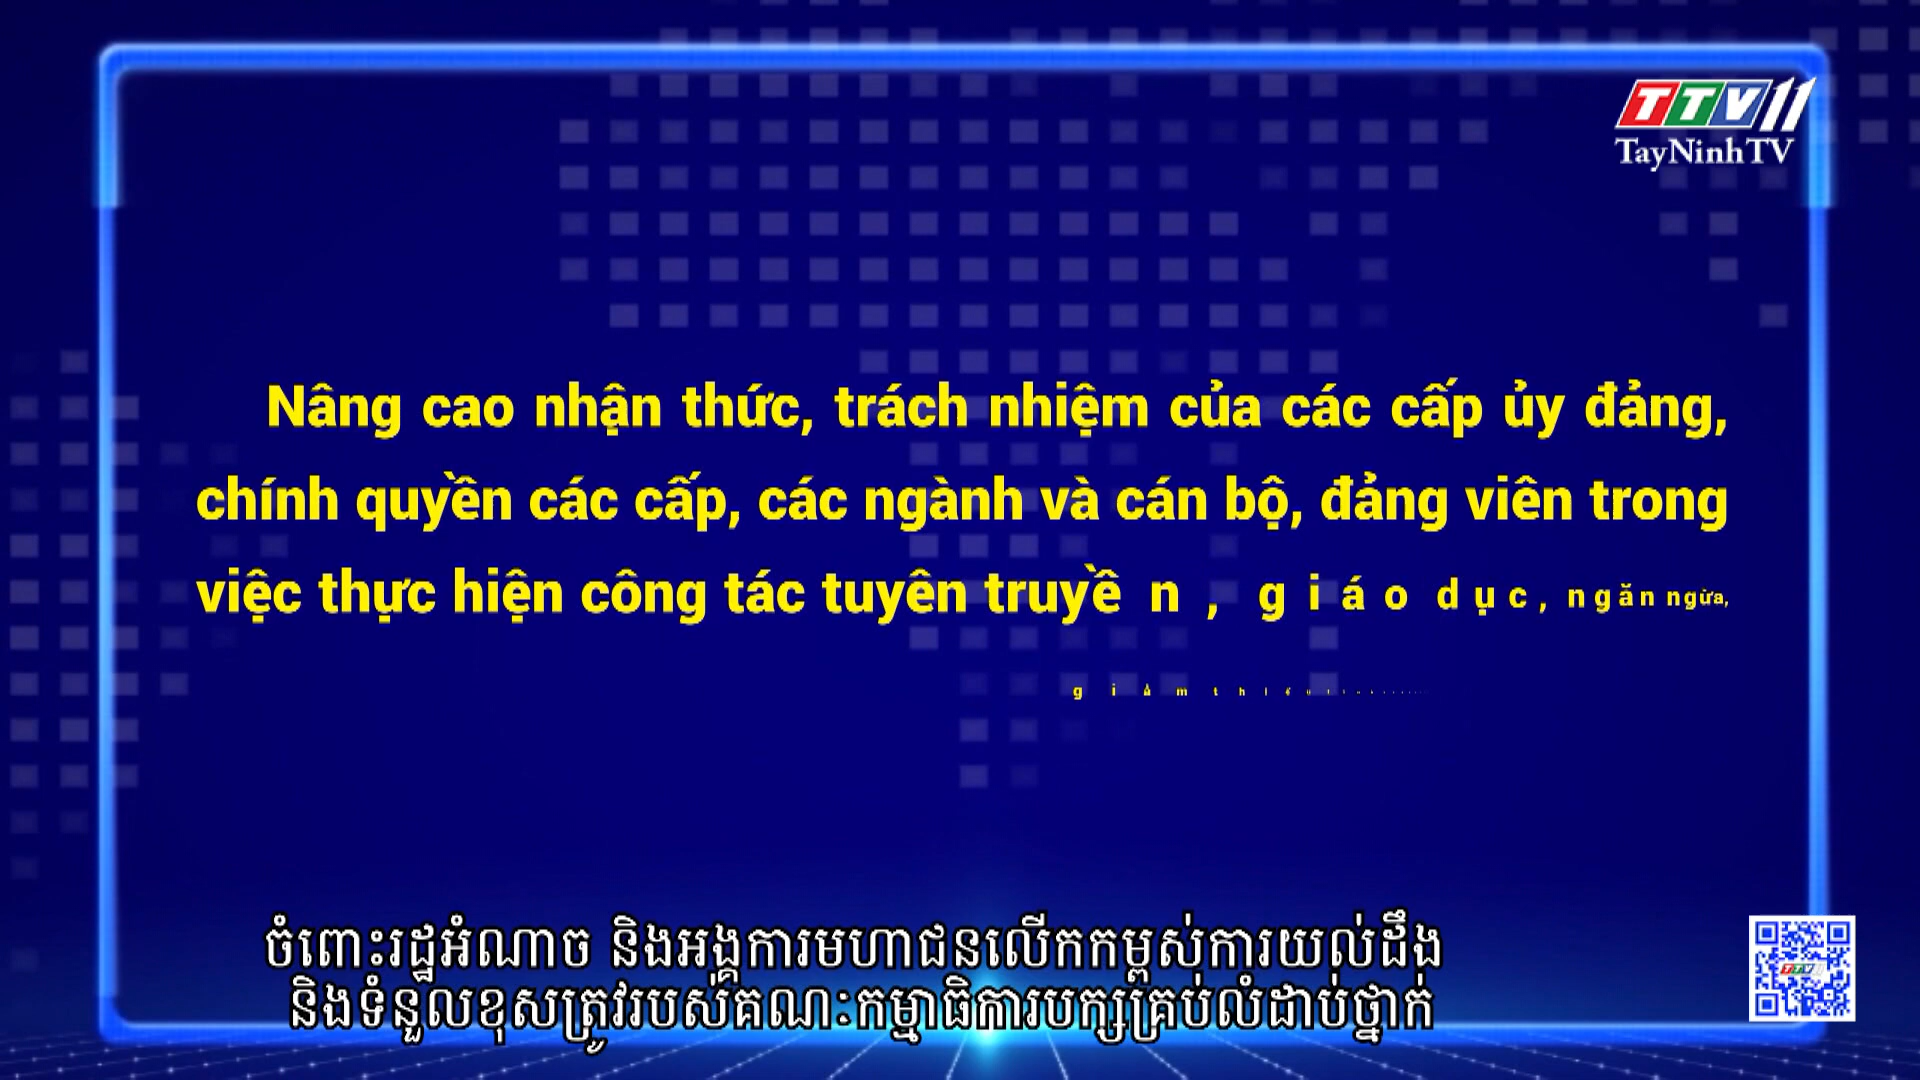 TTV11
TayNinhTV
Nâng cao nhận thức, trách nhiệm của các cấp ủy đảng,
chính quyền các cấp, các ngành và cán bộ, đảng viên trong
việc thực hiện công tác tuyên truyền, giáo dục, ngăn ngừa,
giảm thiểu
ចំពោះរដ្ឋអំណាច និងអង្គការមហាជនលើកកម្ពស់ការយល់ដឹង
និងទំនួលខុសត្រូវរបស់គណៈកម្មាធិការបក្សគ្រប់លំដាប់ថ្នាក់